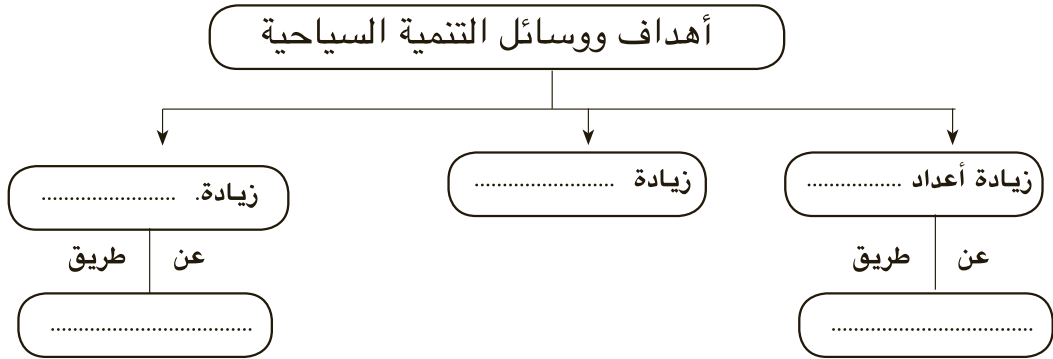 أهداف ووسائل التنمية السياحية
زيادة أعداد .................
زيادة .........................
زيادة. ........................
عن طريق
عن طريق
....................................
....................................